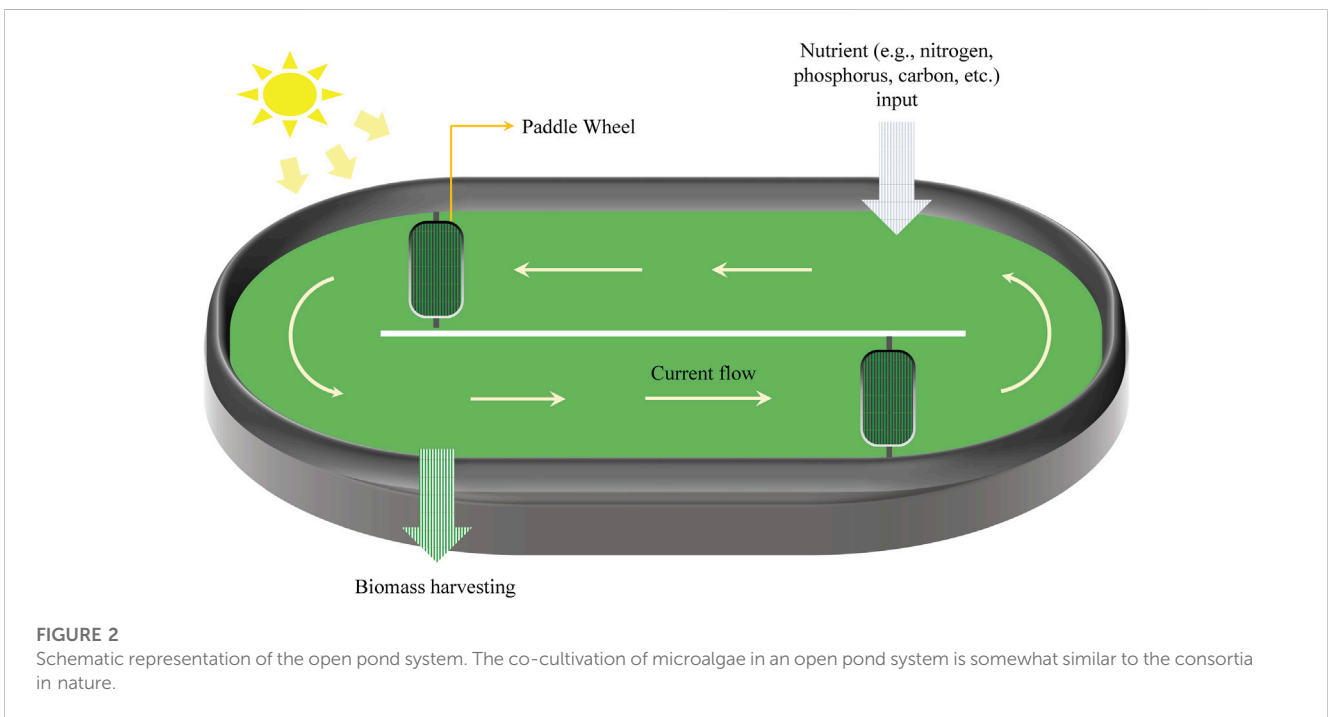 Nutrient (e.g., nitrogen,
phosphorus, carbon, etc.)
input
Paddle Wheel
Current flow
Biomass harvesting
FIGURE 2
Schematic representation of the open pond system. The co-cultivation of microalgae in an open pond system is somewhat similar to the consortia
in nature.